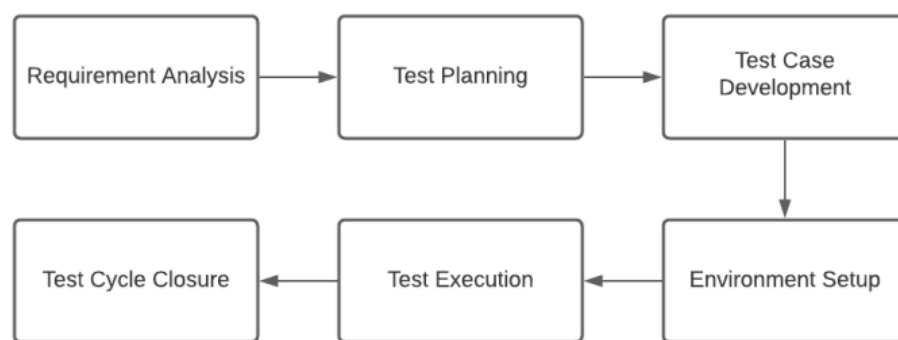 Requirement Analysis
Test Planning
Test Case
Development
Environment Setup
Test Execution
Test Cycle Closure